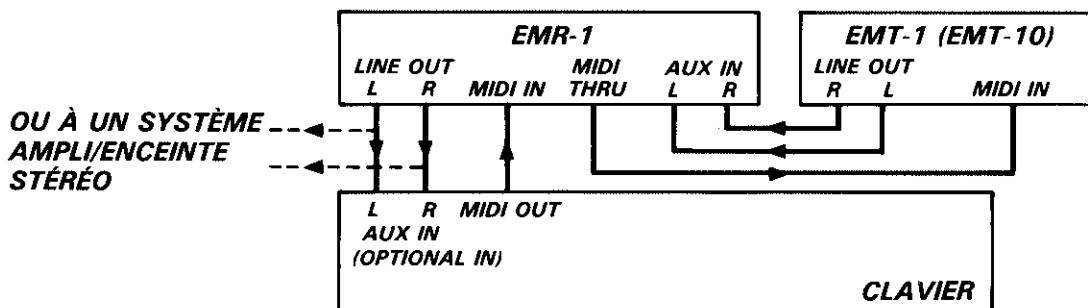 EMR-1
LINE OUT
L R MIDI IN
MIDI
THRU
AUX IN
L R
EMT-1 (EMT-10)
LINE OUT
R L MIDI IN
OU À UN SYSTÈME
AMPLI/ENCEINTE
STÉRÉO
L R MIDI OUT
AUX IN
(OPTIONAL IN)
CLAVIER